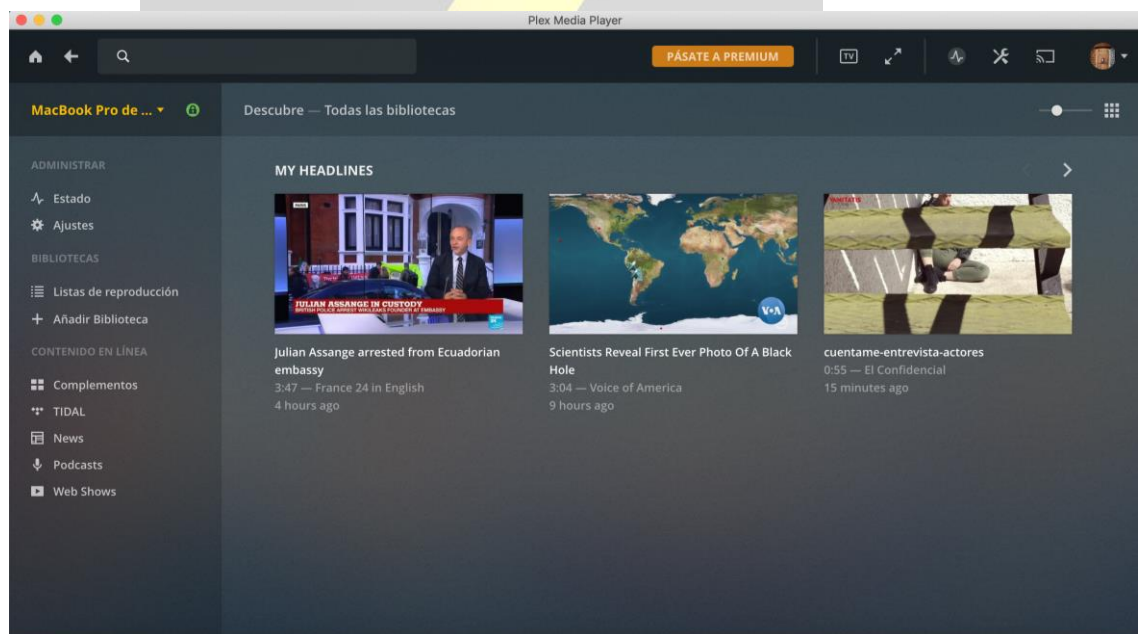 Plex Media Player
PÁSATE A PREMIUM
TV
MacBook Pro de ...
Descubre — Todas las bibliotecas
ADMINISTRAR
Estado
Ajustes
BIBLIOTECAS
Listas de reproducción
Añadir Biblioteca
CONTENIDO EN LÍNEA
Complementos
TIDAL
News
Podcasts
Web Shows
MY HEADLINES
JULIAN ASSANGE IN CUSTODY
BRITISH POLICE ARREST WIKILEAKS FOUNDER AT EMBASSY
Julian Assange arrested from Ecuadorian
embassy
3:47 — France 24 in English
4 hours ago
VOA
Scientists Reveal First Ever Photo Of A Black
Hole
3:04 — Voice of America
9 hours ago
VANITATIS
cuentame-entrevista-actores
0:55 — El Confidencial
15 minutes ago